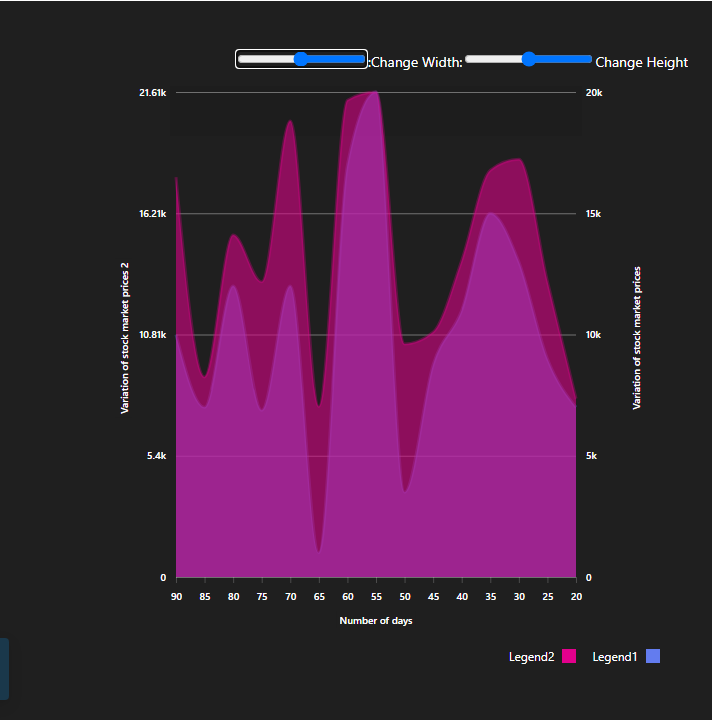 :Change Width: Change Height
21.61k 20k
16.21k 15k
Variation of stock market prices 2
Variation of stock market prices
10.81k 10k
5.4k 5k
0 0
90 85 80 75 70 65 60 55 50 45 40 35 30 25 20
Number of days
Legend2 Legend1